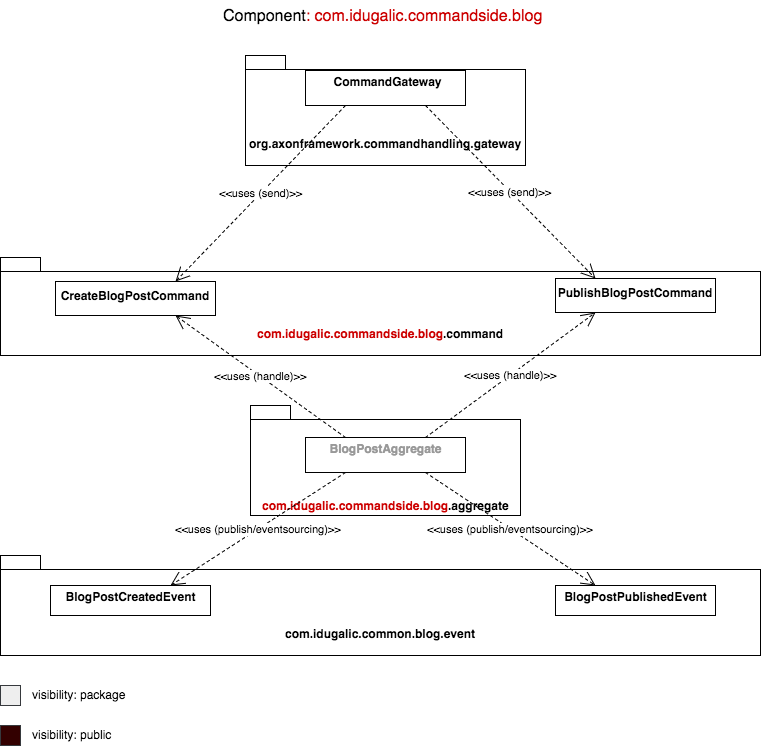 Component: com.idugalic.commandside.blog
CommandGateway
org.axonframework.commandhandling.gateway
<<uses (send)>>
<<uses (send)>>
CreateBlogPostCommand
PublishBlogPostCommand
com.idugalic.commandside.blog.command
<<uses (handle)>>
<<uses (handle)>>
BlogPostAggregate
com.idugalic.commandside.blog.aggregate
<<uses (publish/eventsourcing)>>
<<uses (publish/eventsourcing)>>
BlogPostCreatedEvent
BlogPostPublishedEvent
com.idugalic.common.blog.event
visibility: package
visibility: public